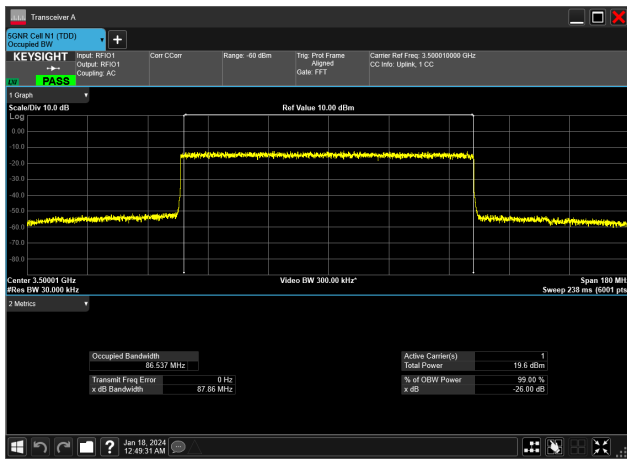 Transceiver A
5GNR Cell N1 (TDD)
Occupied BW
KEYSIGHT
Input: RFIO1
Output: RFIO1
Coupling: AC
Corr CCorr
Range: -60 dBm
Trig: Prot Frame
Aligned
Gate: FFT
Carrier Ref Freq: 3.500010000 GHz
CC Info: Uplink, 1 CC
PASS
1 Graph
Scale/Div 10.0 dB
Ref Value 10.00 dBm
Log
0.00
-10.0
-20.0
-30.0
-40.0
-50.0
-60.0
-70.0
-80.0
Center 3.50001 GHz
Video BW 300.00 kHz*
Span 180 MHz
#Res BW 30.000 kHz
Sweep 238 ms (6001 pts)
2 Metrics
Occupied Bandwidth
86.537 MHz
Transmit Freq Error 0 Hz
x dB Bandwidth 87.86 MHz
Active Carrier(s) 1
Total Power 19.6 dBm
% of OBW Power 99.00 %
x dB -26.00 dB
Jan 18, 2024
12:49:31 AM